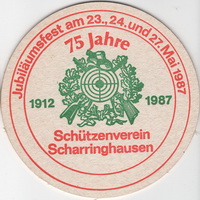 Jubiläumsfest am 23., 24. und 27. Mai 1987
75 Jahre
1912 1987
Schützenverein
Scharringhausen